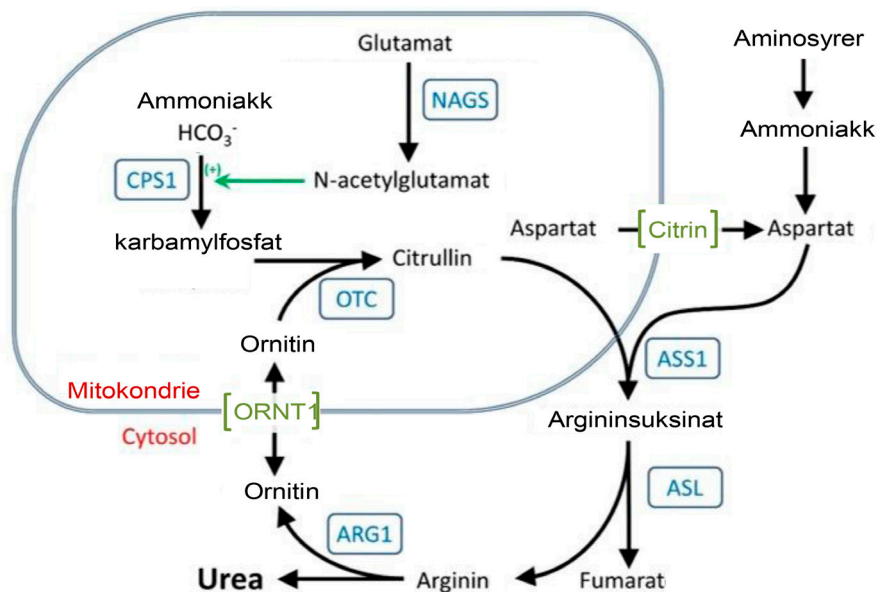 Glutamat
Aminosyrer
NAGS
Ammoniakk
HCO₃⁻
Ammoniakk
CPS1
(+)
N-acetylglutamat
karbamylfosfat
Aspartat
[Citrin]
Aspartat
Citrullin
OTC
Ornitin
ASS1
Mitokondrie
[ORNT1]
Argininsuksinat
Cytosol
Ornitin
ASL
ARG1
Urea
Arginin
Fumarat